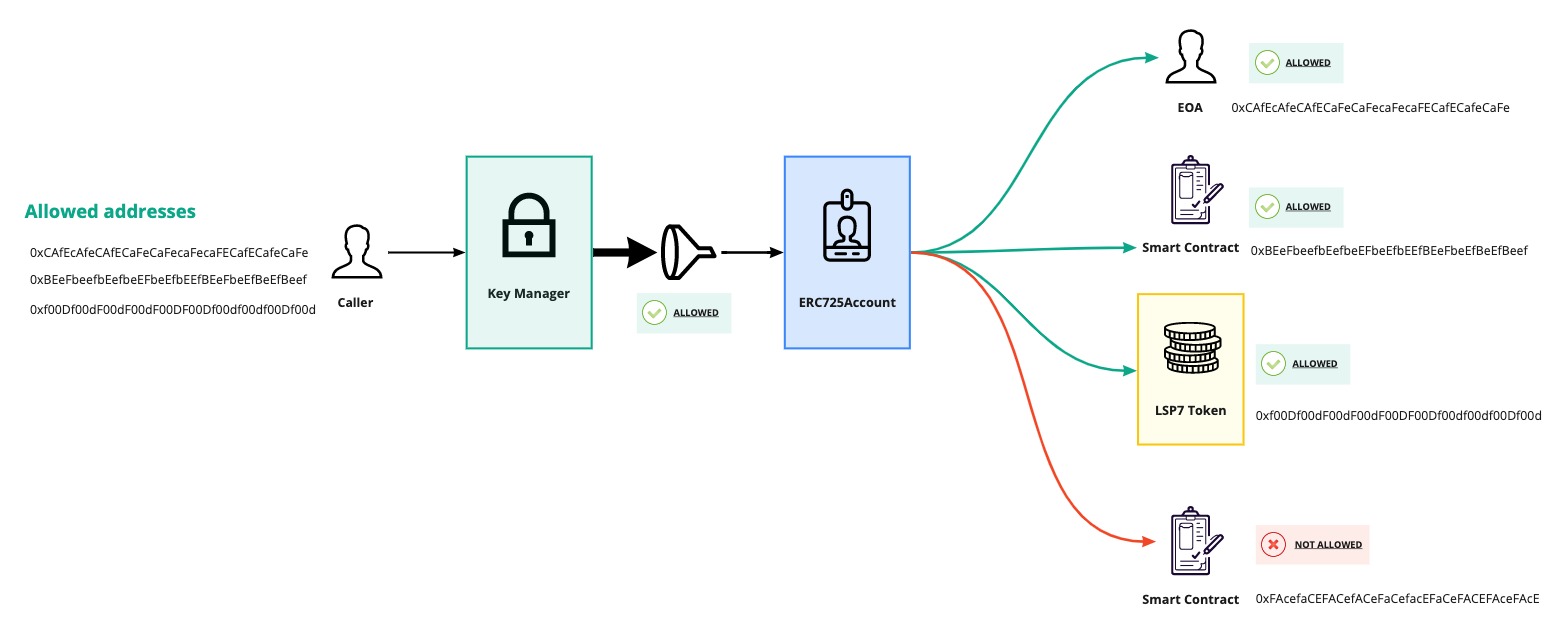 Allowed addresses
0xCAfEcAfeCAfECaFeCaFecaFecaFECafECafeCaFe
0xBEeFbeefbEefbeEFbeEfbEEfBEeFbeEfBeEfBeef
0xf00Df00dF00dF00dF00DF00Df00df00df00Df00d
Caller
Key Manager
ALLOWED
ERC725Account
ALLOWED
EOA 0xCAfEcAfeCAfECaFeCaFecaFecaFECafECafeCaFe
ALLOWED
Smart Contract 0xBEeFbeefbEefbeEFbeEfbEEfBEeFbeEfBeEfBeef
ALLOWED
LSP7 Token 0xf00Df00dF00dF00dF00DF00Df00df00df00Df00d
NOT ALLOWED
Smart Contract 0xFAcefaCEFACefACeFaCefacEFaCeFACEFAceFAcE